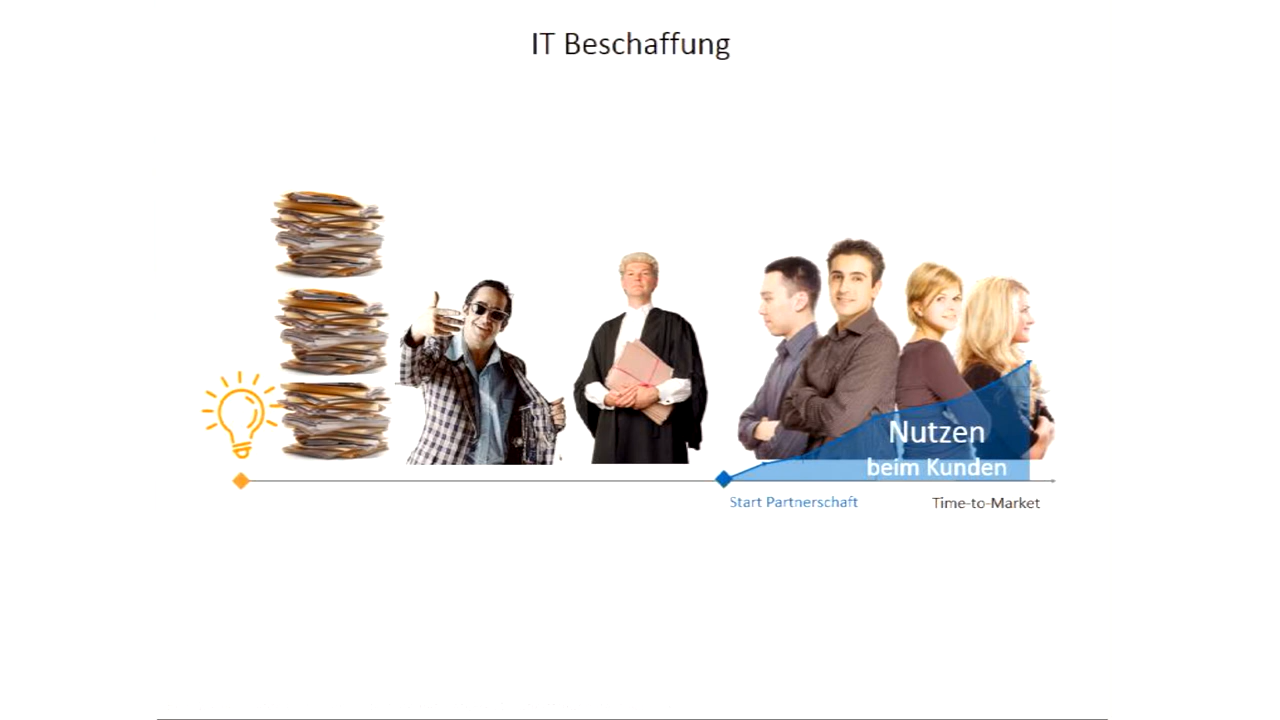 IT Beschaffung
Nutzen
beim Kunden
Start Partnerschaft
Time-to-Market